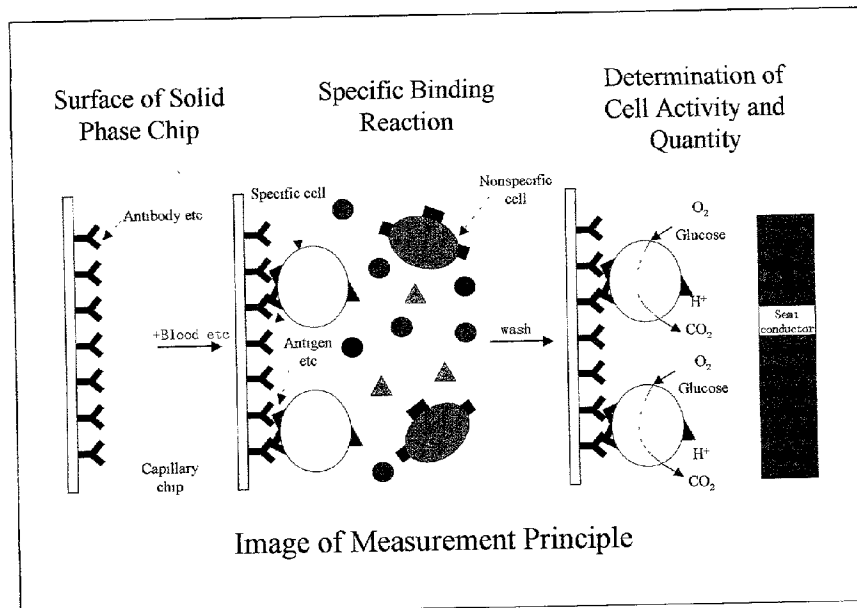 Surface of Solid
Phase Chip
Specific Binding
Reaction
Determination of
Cell Activity and
Quantity
Antibody etc
+Blood etc
Capillary
chip
Specific cell
Nonspecific
cell
Antigen
etc
wash
O2
Glucose
H+
CO2
O2
Glucose
H+
CO2
Semi
conductor
Image of Measurement Principle